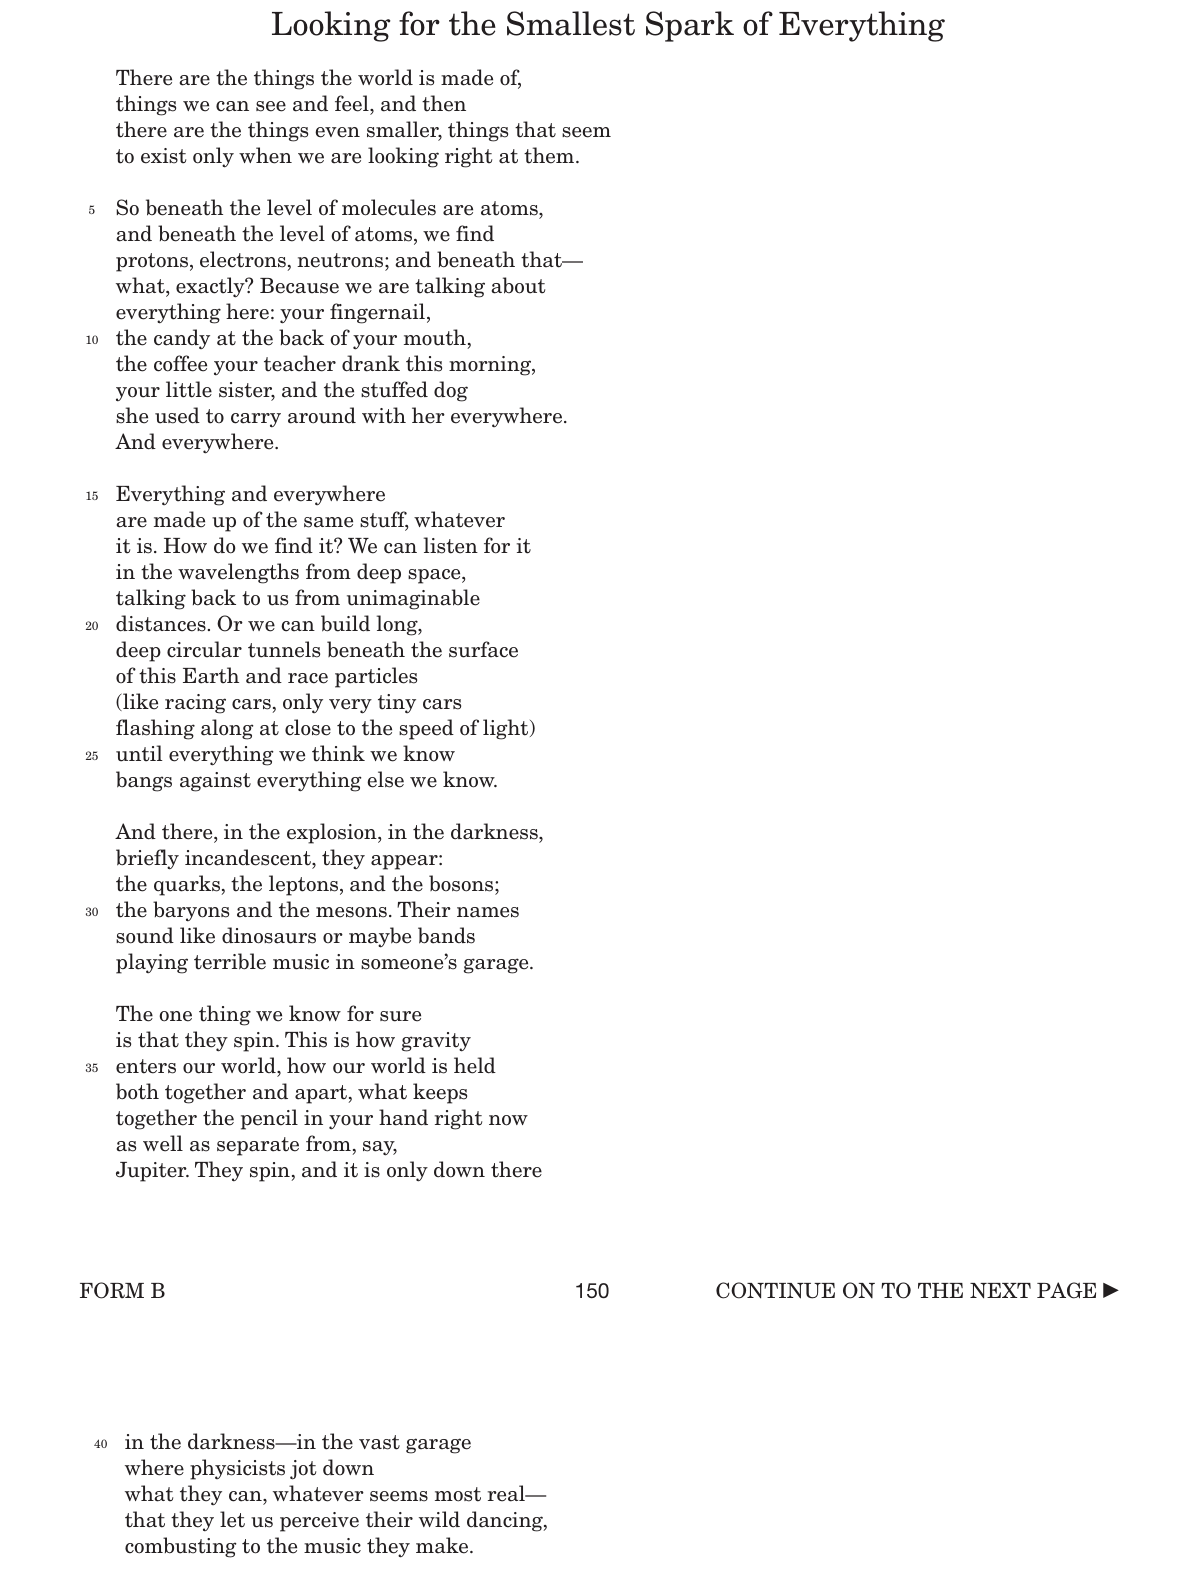 Looking for the Smallest Spark of Everything
There are the things the world is made of,
things we can see and feel, and then
there are the things even smaller, things that seem
to exist only when we are looking right at them.
5 So beneath the level of molecules are atoms,
and beneath the level of atoms, we find
protons, electrons, neutrons; and beneath that—
what, exactly? Because we are talking about
everything here: your fingernail,
10 the candy at the back of your mouth,
the coffee your teacher drank this morning,
your little sister, and the stuffed dog
she used to carry around with her everywhere.
And everywhere.
15 Everything and everywhere
are made up of the same stuff, whatever
it is. How do we find it? We can listen for it
in the wavelengths from deep space,
talking back to us from unimaginable
20 distances. Or we can build long,
deep circular tunnels beneath the surface
of this Earth and race particles
(like racing cars, only very tiny cars
flashing along at close to the speed of light)
25 until everything we think we know
bangs against everything else we know.
And there, in the explosion, in the darkness,
briefly incandescent, they appear:
the quarks, the leptons, and the bosons;
30 the baryons and the mesons. Their names
sound like dinosaurs or maybe bands
playing terrible music in someone’s garage.
The one thing we know for sure
is that they spin. This is how gravity
35 enters our world, how our world is held
both together and apart, what keeps
together the pencil in your hand right now
as well as separate from, say,
Jupiter. They spin, and it is only down there
FORM B 150 CONTINUE ON TO THE NEXT PAGE ►
40 in the darkness—in the vast garage
where physicists jot down
what they can, whatever seems most real—
that they let us perceive their wild dancing,
combusting to the music they make.